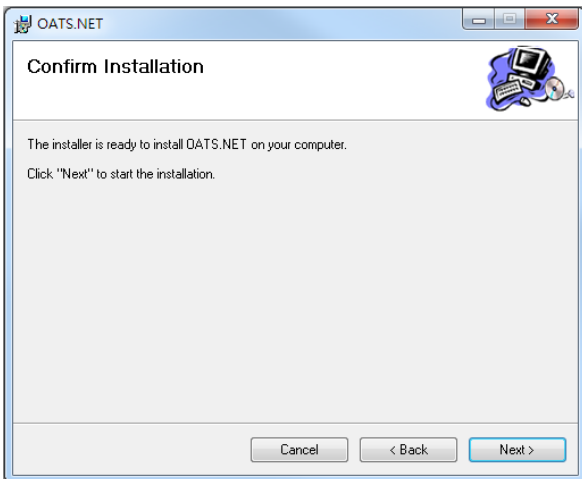 OATS.NET
Confirm Installation
The installer is ready to install OATS.NET on your computer.
Click "Next" to start the installation.
Cancel
< Back
Next >